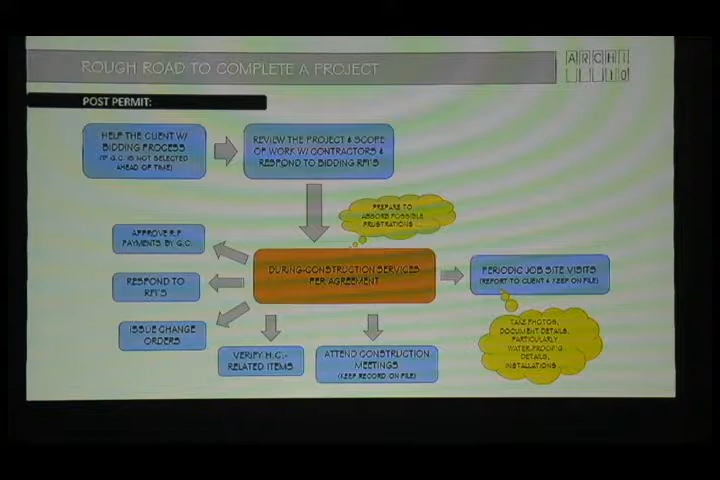 ROUGH ROAD TO COMPLETE A PROJECT
ARCHI
10
POST PERMIT:
HELP THE CLIENT W/
BIDDING PROCESS
(IF G.C. IS NOT SELECTED
AHEAD OF TIME)
REVIEW THE PROJECT & SCOPE
OF WORK W/ CONTRACTORS &
RESPOND TO BIDDING RFI'S
PREPARE TO
ABSORB POSSIBLE
FRUSTRATIONS...
APPROVE R.F.
PAYMENTS BY G.C.
DURING-CONSTRUCTION SERVICES
PER AGREEMENT
PERIODIC JOB SITE VISITS
(REPORT TO CLIENT & KEEP ON FILE)
RESPOND TO
RFI'S
ISSUE CHANGE
ORDERS
TAKE PHOTOS,
DOCUMENT DETAILS,
PARTICULARLY
WATER-PROOFING
DETAILS,
INSTALLATIONS...
VERIFY H.C.-
RELATED ITEMS
ATTEND CONSTRUCTION
MEETINGS
(KEEP RECORD ON FILE)